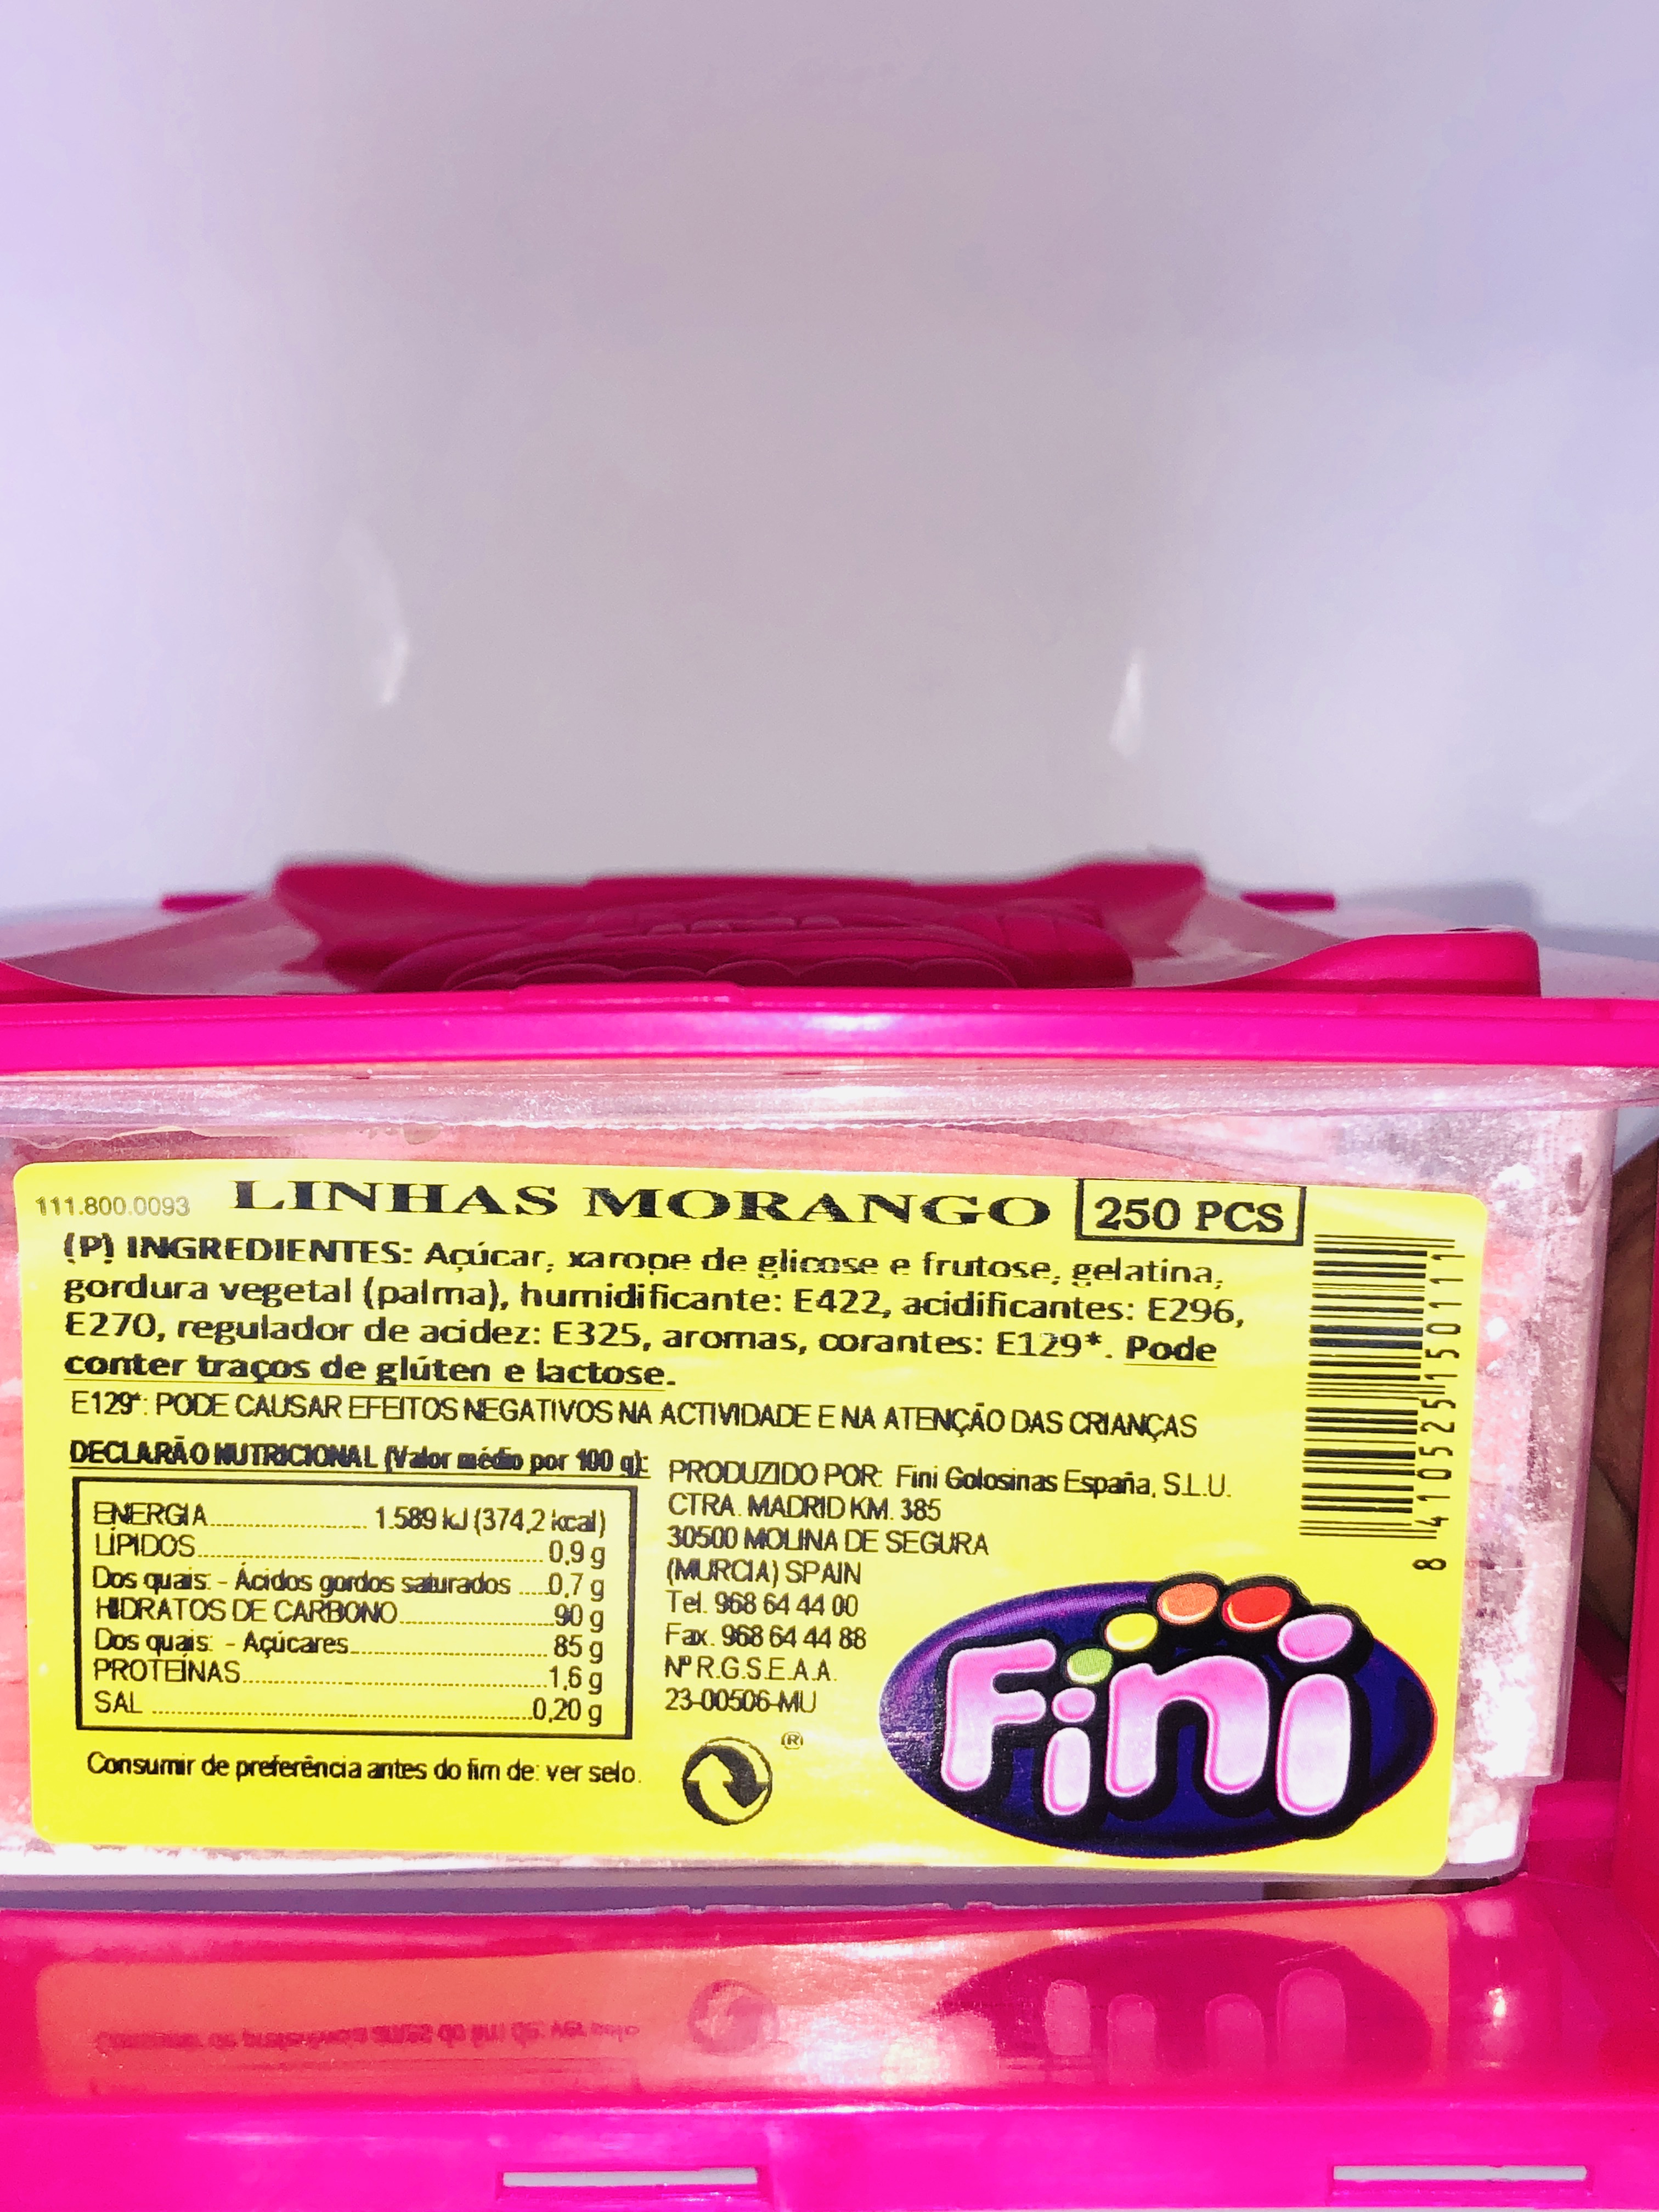 111.800.0093 LINHAS MORANGO 250 PCS
(P) INGREDIENTES: Açúcar, xarope de glicose e frutose, gelatina,
gordura vegetal (palma), humidificante: E422, acidificantes: E296,
E270, regulador de acidez: E325, aromas, corantes: E129*. Pode
conter traços de glúten e lactose.
E129*: PODE CAUSAR EFEITOS NEGATIVOS NA ACTIVIDADE E NA ATENÇÃO DAS CRIANÇAS
DECLARÃO NUTRICIONAL (Valor médio por 100 g):
ENERGIA.................... 1.589 kJ (374,2 kcal)
LÍPIDOS............................................. 0,9 g
Dos quais: - Ácidos gordos saturados .....0,7 g
HIDRATOS DE CARBONO....................90 g
Dos quais: - Açúcares......................... 85 g
PROTEÍNAS.......................................1,6 g
SAL ..................................................0,20 g
Consumir de preferência antes do fim de: ver selo.
PRODUZIDO POR: Fini Golosinas España, S.L.U.
CTRA. MADRID KM. 385
30500 MOLINA DE SEGURA
(MURCIA) SPAIN
Tel. 968 64 44 00
Fax. 968 64 44 88
Nº R.G.S.E.A.A.
23-00506-MU
®
Fini
8 410525 150111